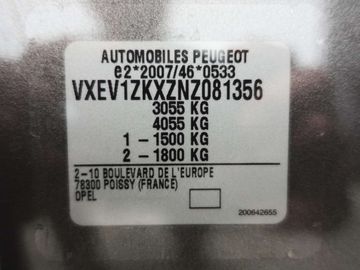 AUTOMOBILES PEUGEOT
e2*2007/46*0533
VXEV1ZKXZNZ081356
3055 KG
4055 KG
1 - 1500 KG
2 - 1800 KG
2-10 BOULEVARD DE L'EUROPE
78300 POISSY (FRANCE)
OPEL
200642655